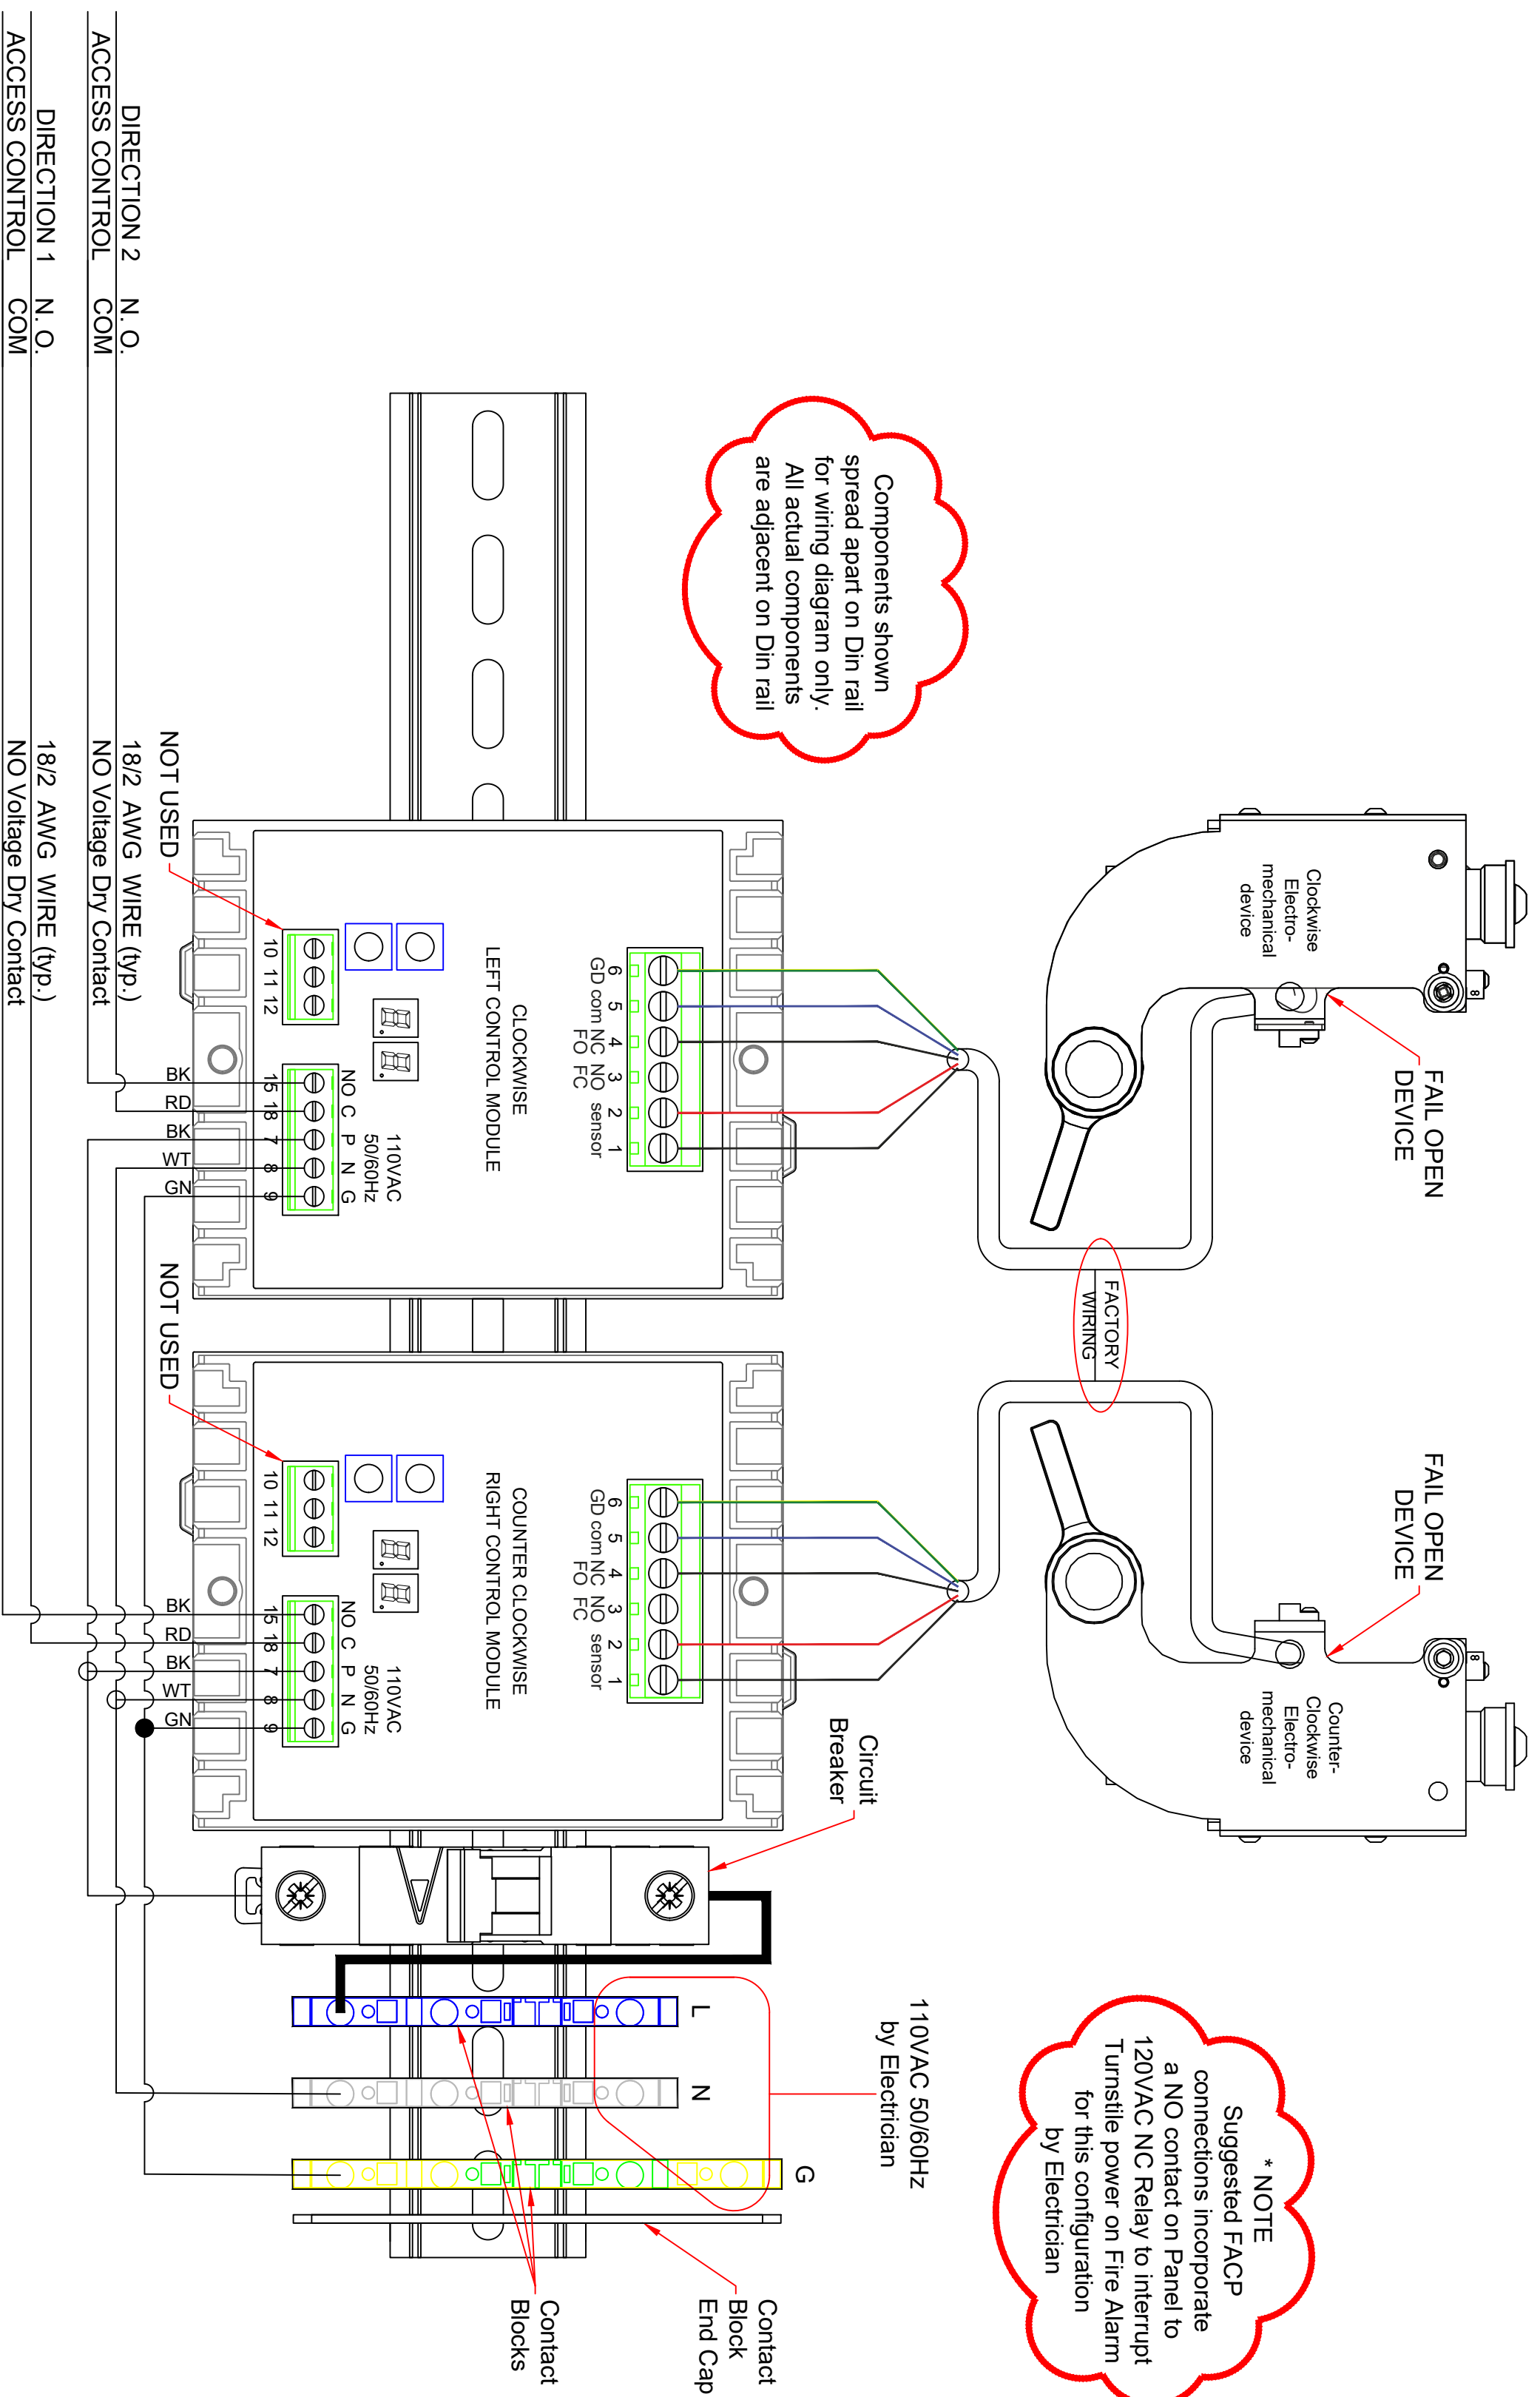 Clockwise
Electro-
mechanical
device
8
FAIL OPEN
DEVICE
FAIL OPEN
DEVICE
8
Counter-
Clockwise
Electro-
mechanical
device
FACTORY
WIRING
Components shown
spread apart on Din rail
for wiring diagram only.
All actual components
are adjacent on Din rail
* NOTE
Suggested FACP
connections incorporate
a NO contact on Panel to
120VAC NC Relay to interrupt
Turnstile power on Fire Alarm
for this configuration
by Electrician
110VAC 50/60Hz
by Electrician
Circuit
Breaker
6 5 4 3 2 1
GD com NC NO sensor
FO FC
CLOCKWISE
LEFT CONTROL MODULE
110VAC
50/60Hz
NO C P N G
10 11 12
15 18 7 8 9
NOT USED
BK RD BK WT GN
6 5 4 3 2 1
GD com NC NO sensor
FO FC
COUNTER CLOCKWISE
RIGHT CONTROL MODULE
110VAC
50/60Hz
NO C P N G
10 11 12
15 18 7 8 9
NOT USED
BK RD BK WT GN
L
N
G
Contact
Block
End Cap
Contact
Blocks
DIRECTION 2 N. O.
ACCESS CONTROL COM
18/2 AWG WIRE (typ.)
NO Voltage Dry Contact
DIRECTION 1 N. O.
ACCESS CONTROL COM
18/2 AWG WIRE (typ.)
NO Voltage Dry Contact